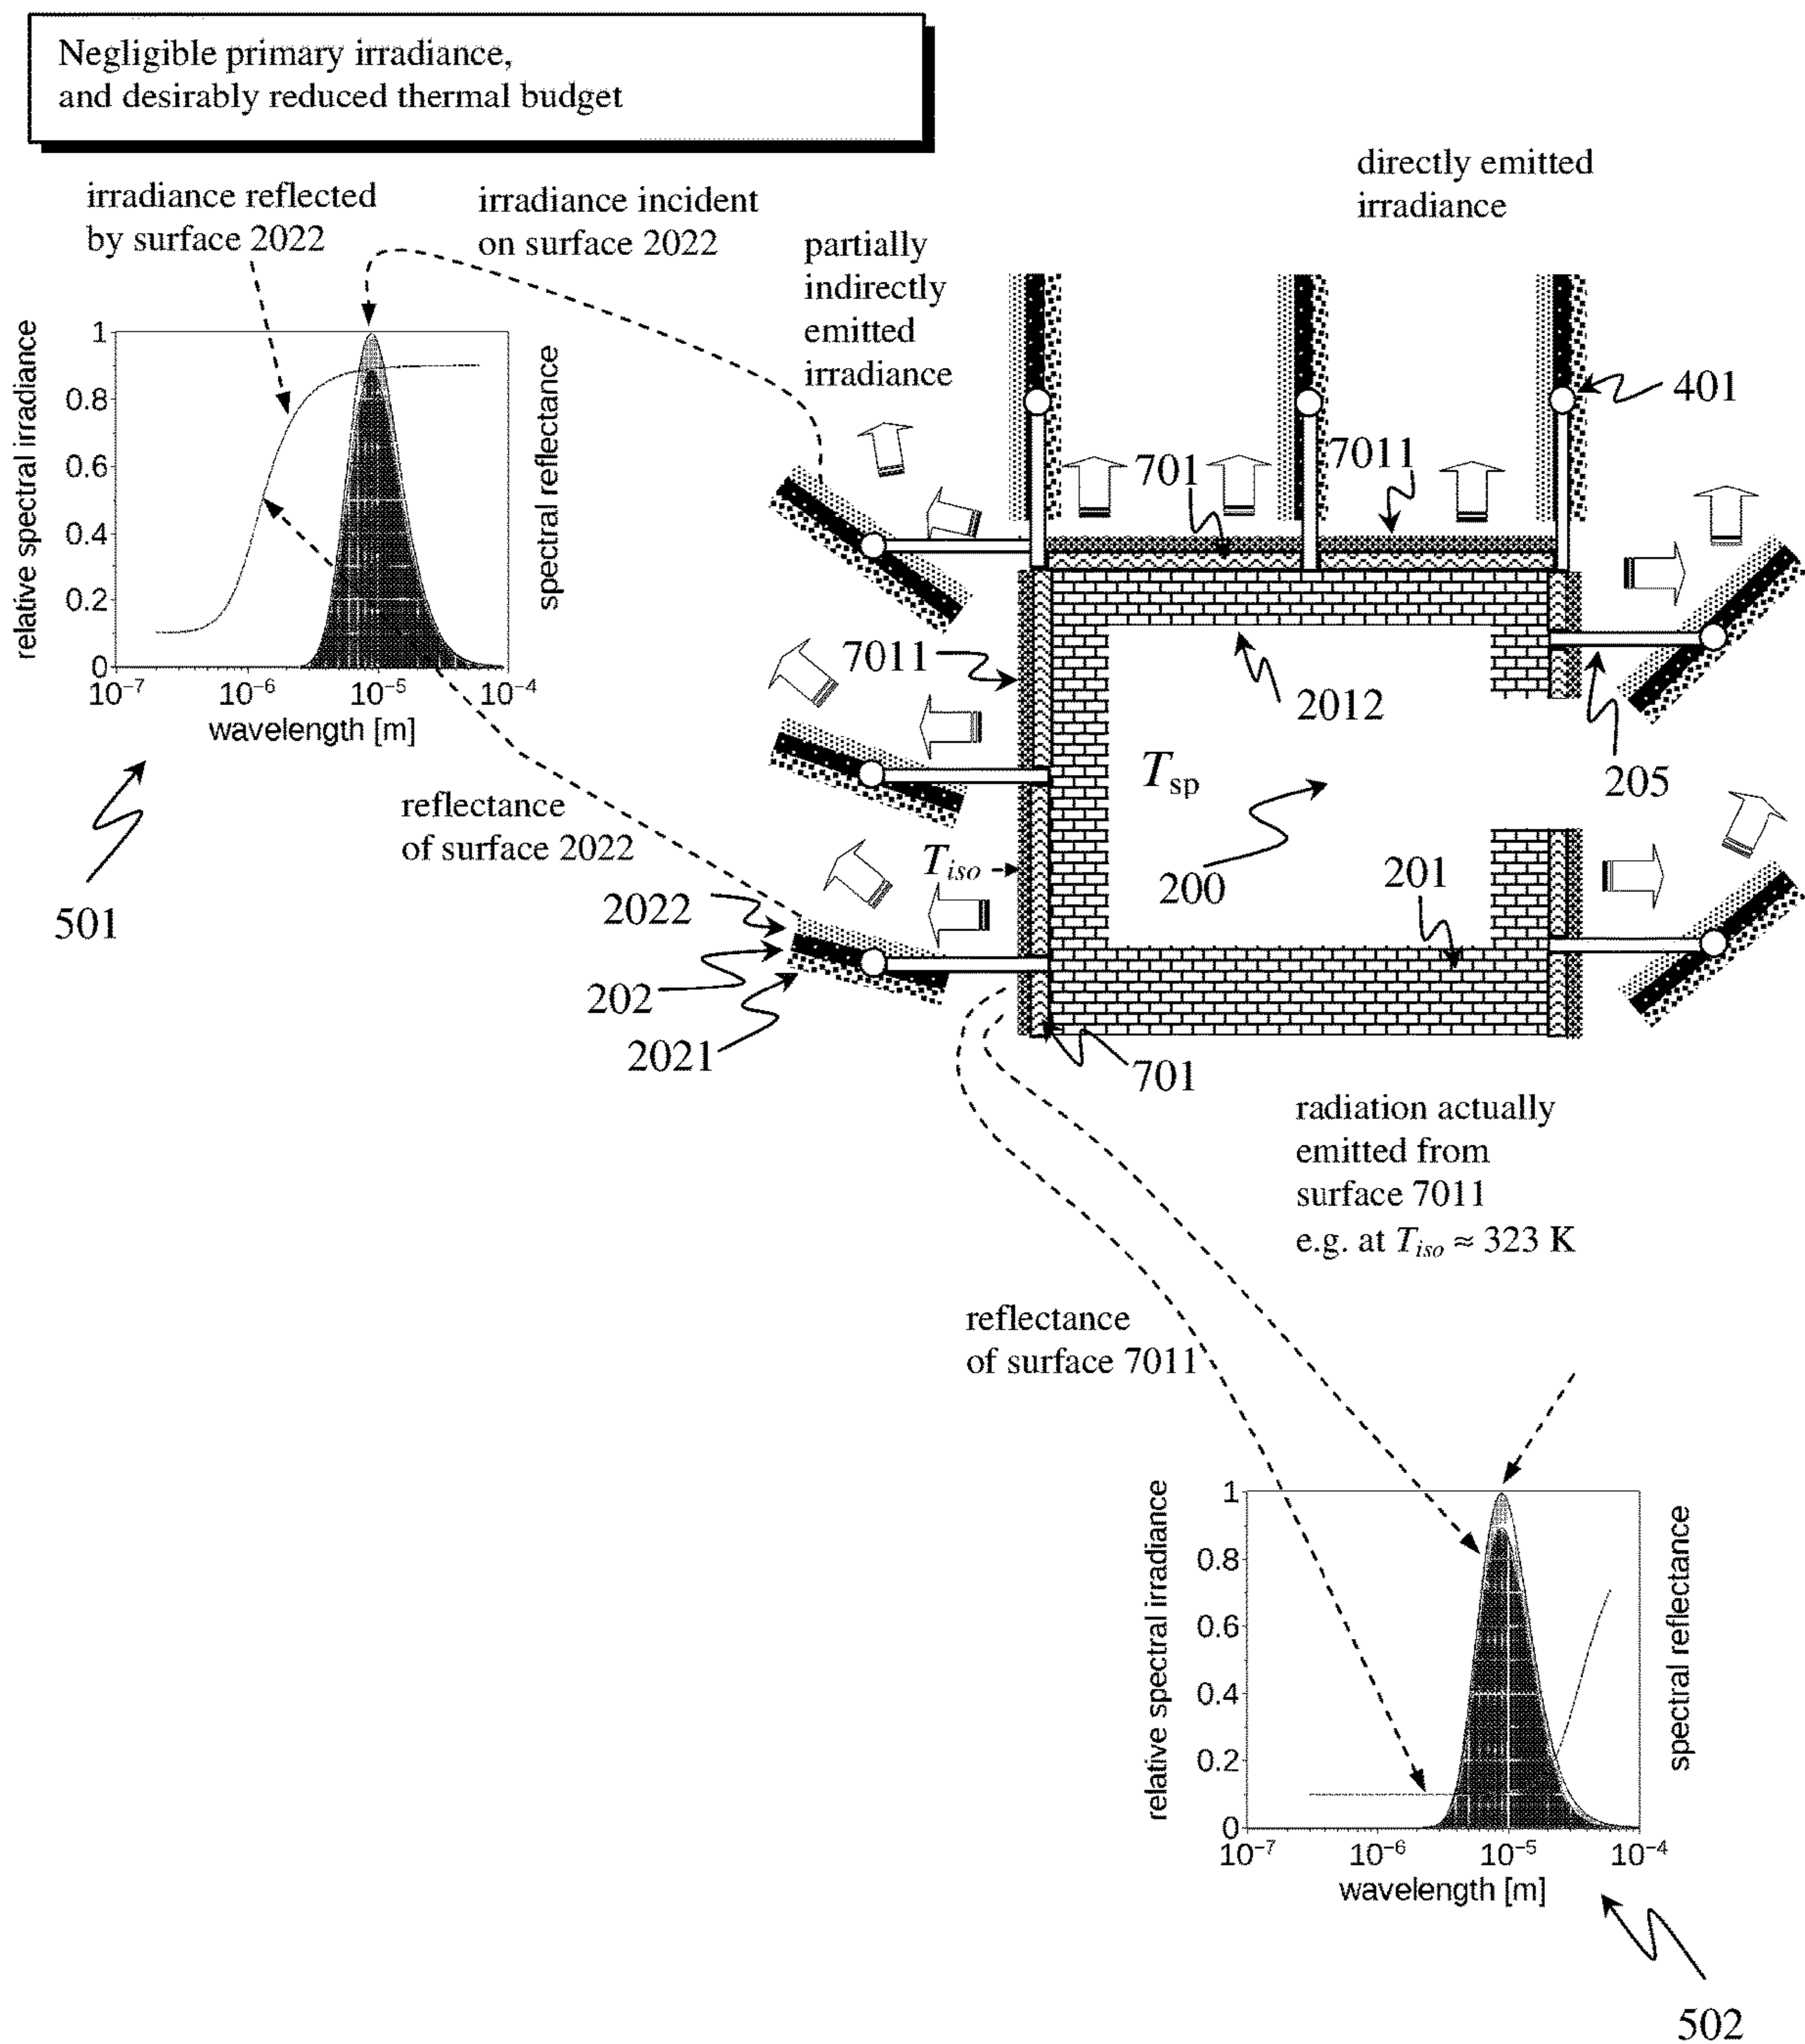 Negligible primary irradiance,
and desirably reduced thermal budget
irradiance reflected
by surface 2022
irradiance incident
on surface 2022
partially
indirectly
emitted
irradiance
directly emitted
irradiance
401
701
7011
relative spectral irradiance
1
0.8
0.6
0.4
0.2
0
10⁻⁷
10⁻⁶
10⁻⁵
10⁻⁴
wavelength [m]
spectral reflectance
501
reflectance
of surface 2022
7011
2012
T_sp
205
T_iso
200
201
2022
202
2021
701
radiation actually
emitted from
surface 7011
e.g. at T_iso ≈ 323 K
reflectance
of surface 7011
relative spectral irradiance
1
0.8
0.6
0.4
0.2
0
10⁻⁷
10⁻⁶
10⁻⁵
10⁻⁴
wavelength [m]
spectral reflectance
502